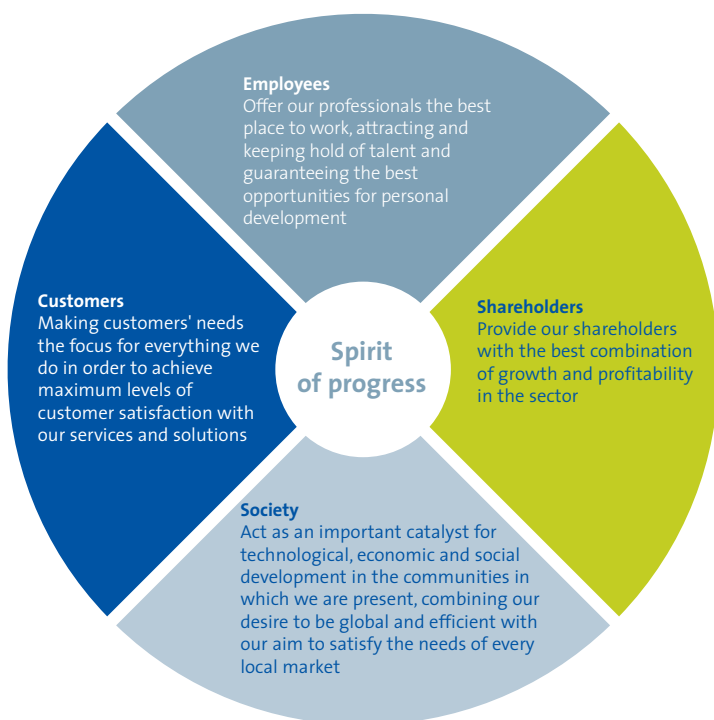 Employees
Offer our professionals the best
place to work, attracting and
keeping hold of talent and
guaranteeing the best
opportunities for personal
development
Customers
Making customers' needs
the focus for everything we
do in order to achieve
maximum levels of
customer satisfaction with
our services and solutions
Spirit
of progress
Shareholders
Provide our shareholders
with the best combination
of growth and profitability
in the sector
Society
Act as an important catalyst for
technological, economic and social
development in the communities in
which we are present, combining our
desire to be global and efficient with
our aim to satisfy the needs of every
local market